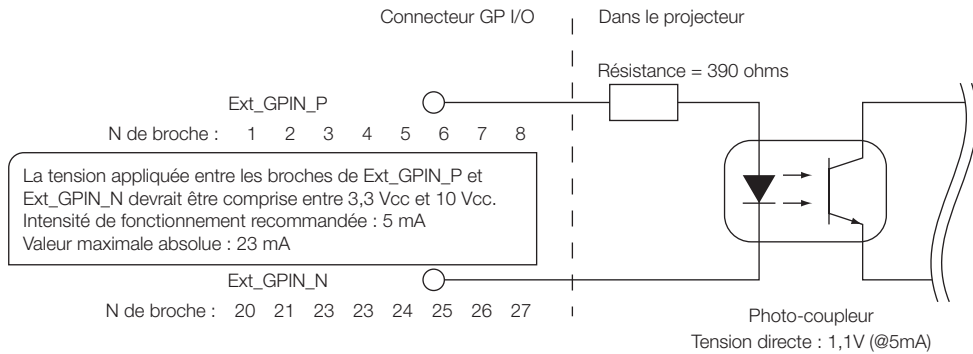 Connecteur GP I/O
Dans le projecteur
Résistance = 390 ohms
Ext_GPIN_P
N de broche : 1 2 3 4 5 6 7 8
La tension appliquée entre les broches de Ext_GPIN_P et
Ext_GPIN_N devrait être comprise entre 3,3 Vcc et 10 Vcc.
Intensité de fonctionnement recommandée : 5 mA
Valeur maximale absolue : 23 mA
Ext_GPIN_N
N de broche : 20 21 23 23 24 25 26 27
Photo-coupleur
Tension directe : 1,1V (@5mA)